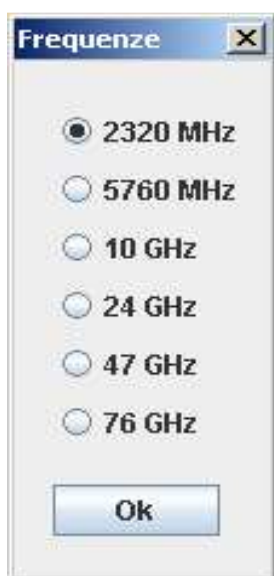 Frequenze
2320 MHz
5760 MHz
10 GHz
24 GHz
47 GHz
76 GHz
Ok